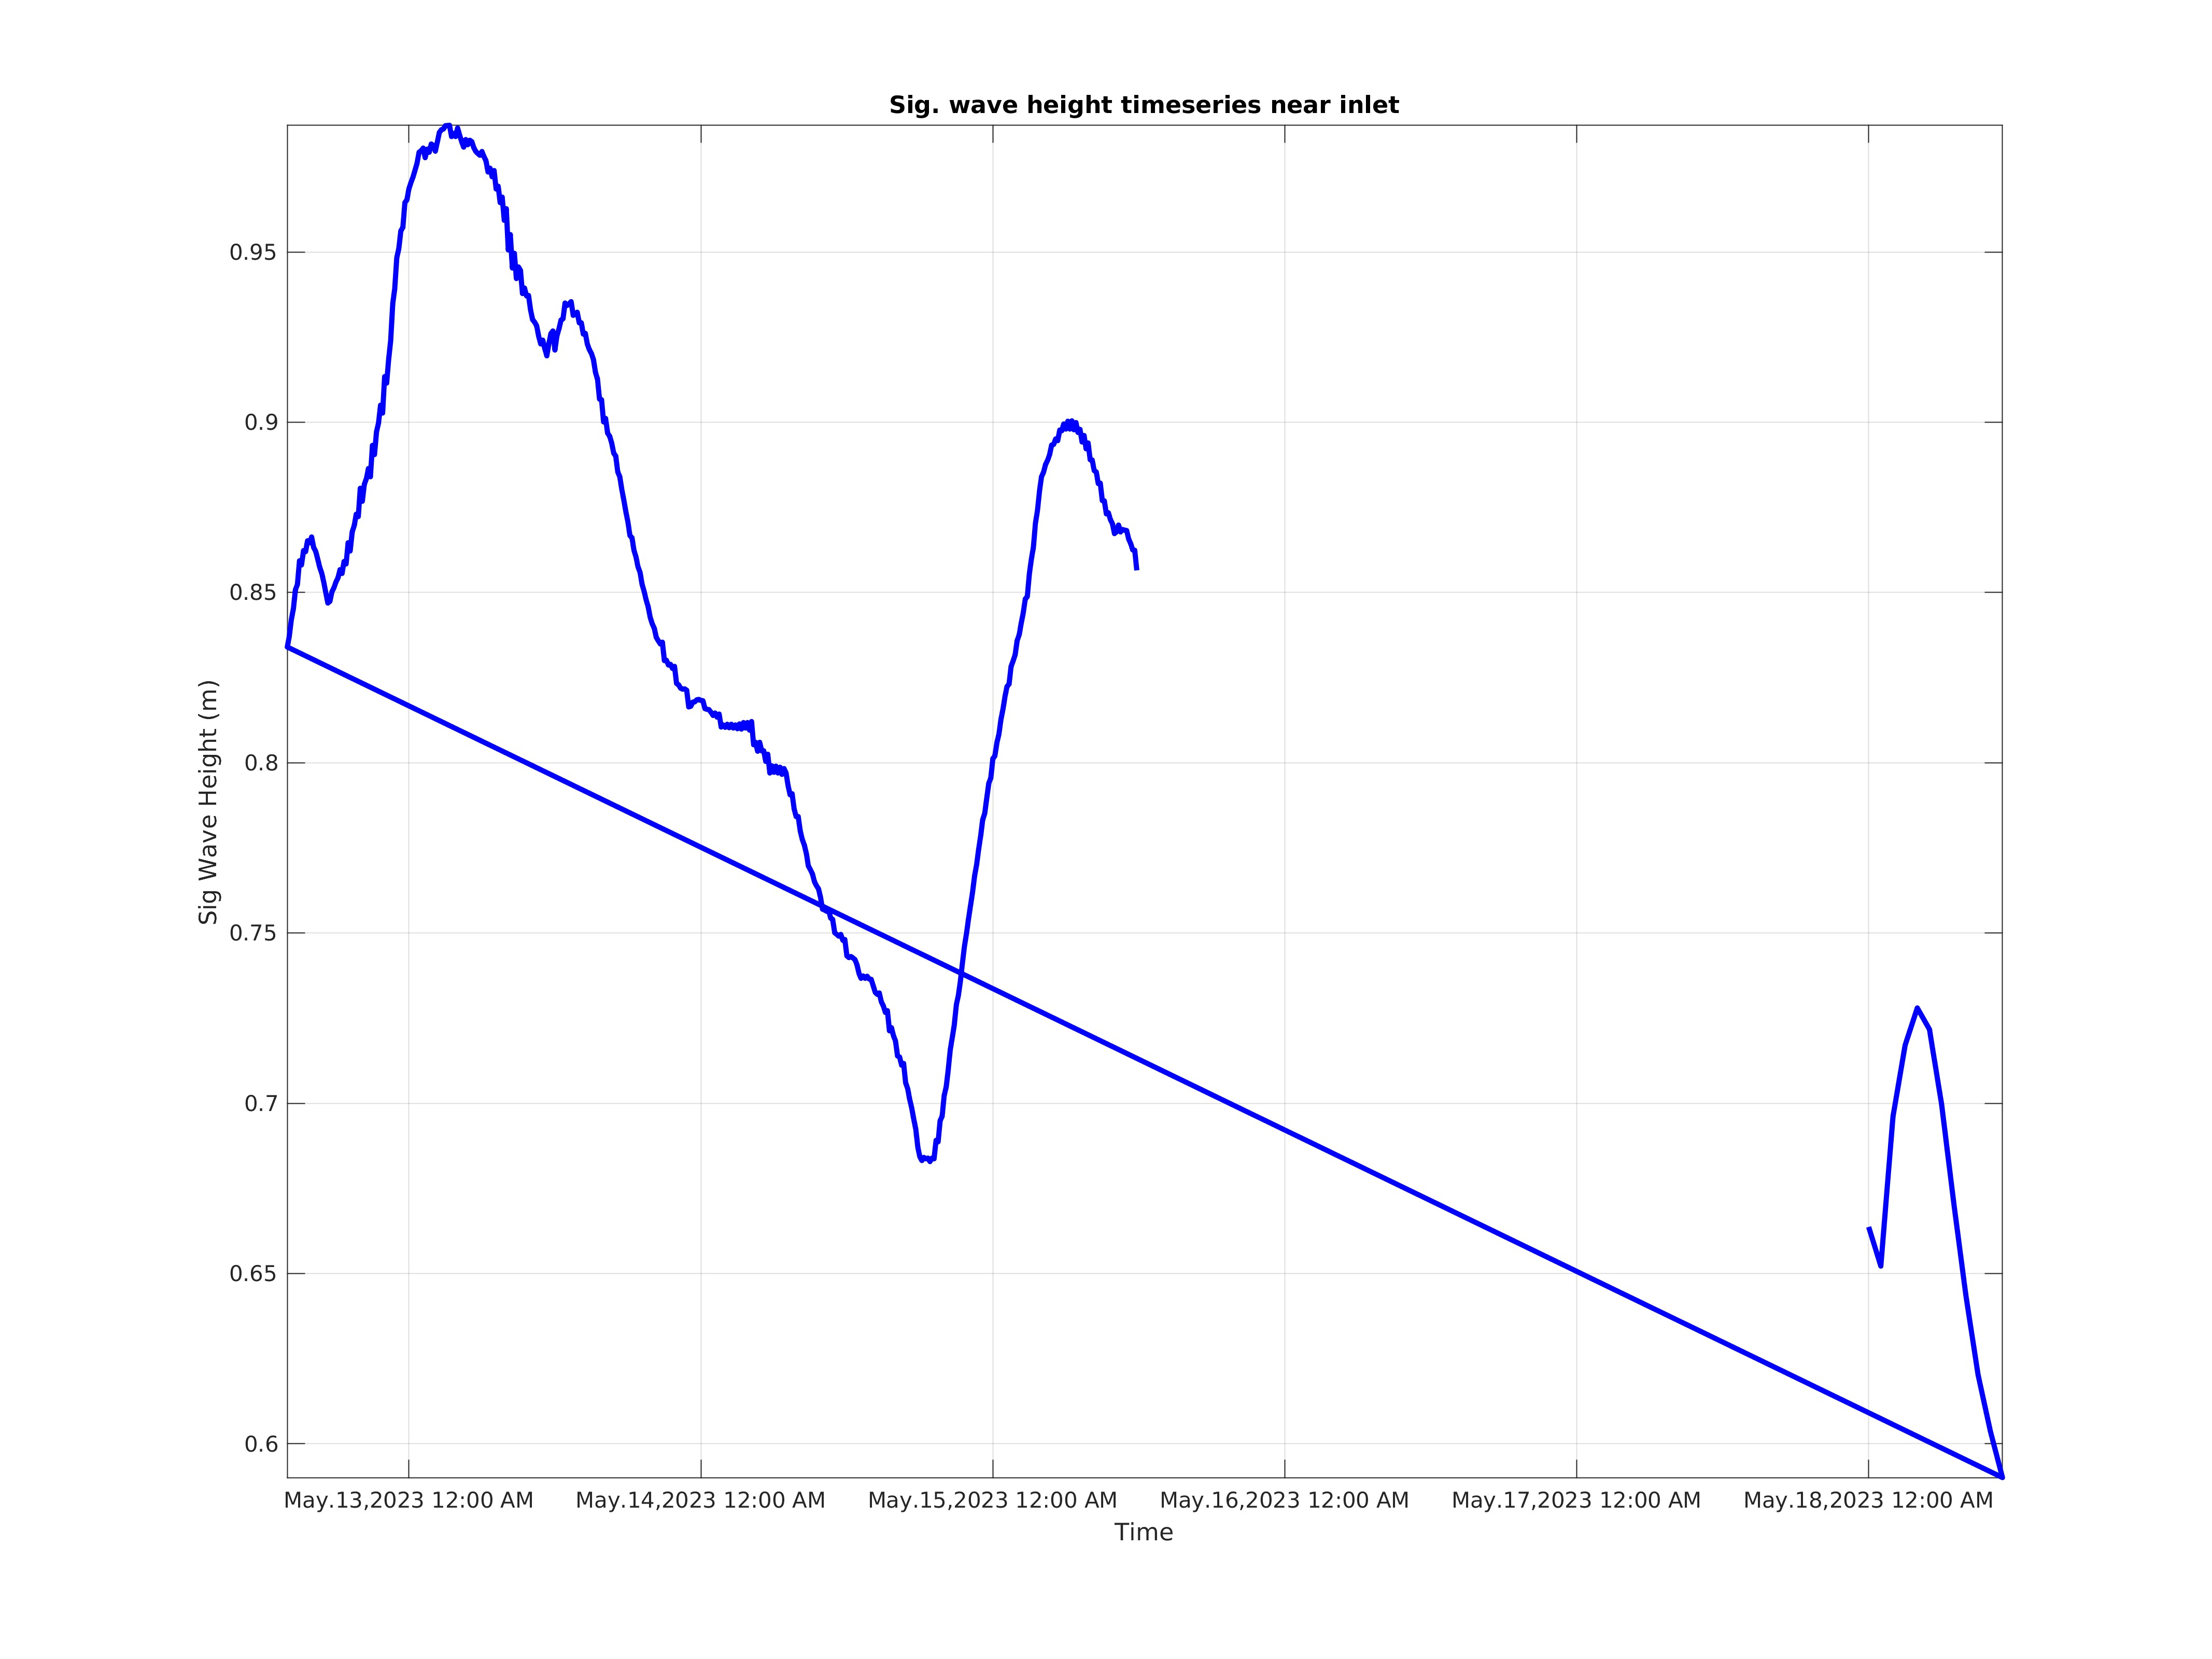 Sig. wave height timeseries near inlet
Sig Wave Height (m)
0.95
0.9
0.85
0.8
0.75
0.7
0.65
0.6
May.13,2023 12:00 AM
May.14,2023 12:00 AM
May.15,2023 12:00 AM
May.16,2023 12:00 AM
May.17,2023 12:00 AM
May.18,2023 12:00 AM
Time